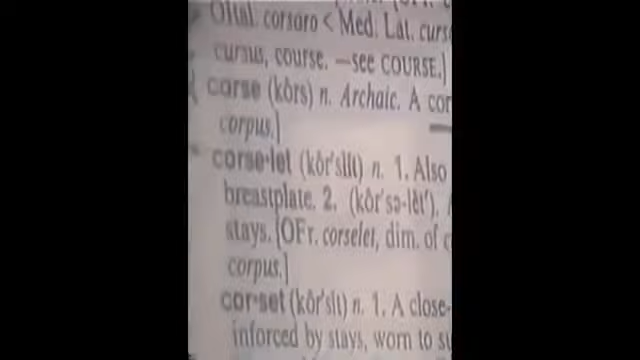 OItal. corsaro < Med. Lat. curs
cursus, course. —see COURSE.]
corse (kôrs) n. Archaic. A cor
corpus.]
corse·let (kôr'slĭt) n. 1. Also
breastplate. 2. (kôr'sə-lĕt').
stays. [OFr. corselet, dim. of c
corpus.]
cor·set (kôr'sĭt) n. 1. A close-
inforced by stays, worn to su